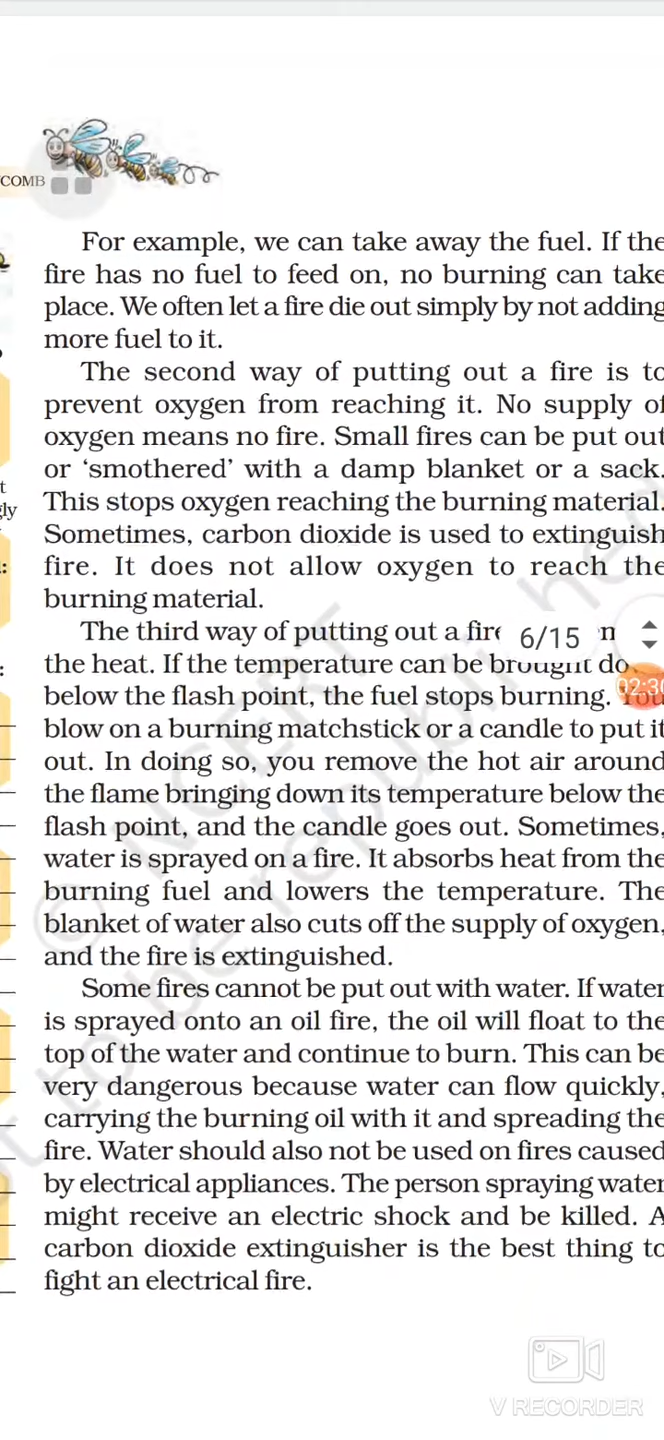 COMB
For example, we can take away the fuel. If the
fire has no fuel to feed on, no burning can take
place. We often let a fire die out simply by not adding
more fuel to it.
The second way of putting out a fire is to
prevent oxygen from reaching it. No supply of
oxygen means no fire. Small fires can be put out
or ‘smothered’ with a damp blanket or a sack.
This stops oxygen reaching the burning material.
Sometimes, carbon dioxide is used to extinguish
fire. It does not allow oxygen to reach the
burning material.
The third way of putting out a fire 6/15
the heat. If the temperature can be brought do
below the flash point, the fuel stops burning. You
02:30
blow on a burning matchstick or a candle to put it
out. In doing so, you remove the hot air around
the flame bringing down its temperature below the
flash point, and the candle goes out. Sometimes,
water is sprayed on a fire. It absorbs heat from the
burning fuel and lowers the temperature. The
blanket of water also cuts off the supply of oxygen,
and the fire is extinguished.
Some fires cannot be put out with water. If water
is sprayed onto an oil fire, the oil will float to the
top of the water and continue to burn. This can be
very dangerous because water can flow quickly,
carrying the burning oil with it and spreading the
fire. Water should also not be used on fires caused
by electrical appliances. The person spraying water
might receive an electric shock and be killed. A
carbon dioxide extinguisher is the best thing to
fight an electrical fire.
© NCERT
to be republished
V RECORDER